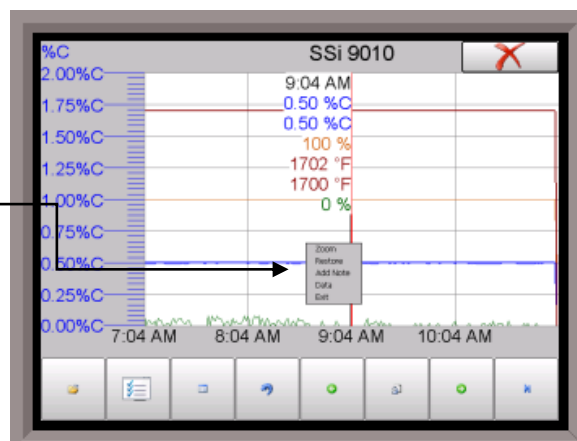 %C
SSi 9010
2.00%C
9:04 AM
1.75%C
0.50 %C
0.50 %C
1.50%C
100 %
1.25%C
1702 °F
1700 °F
1.00%C
0 %
0.75%C
Zoom
Restore
0.50%C
Add Note
Data
0.25%C
Exit
0.00%C
7:04 AM 8:04 AM 9:04 AM 10:04 AM